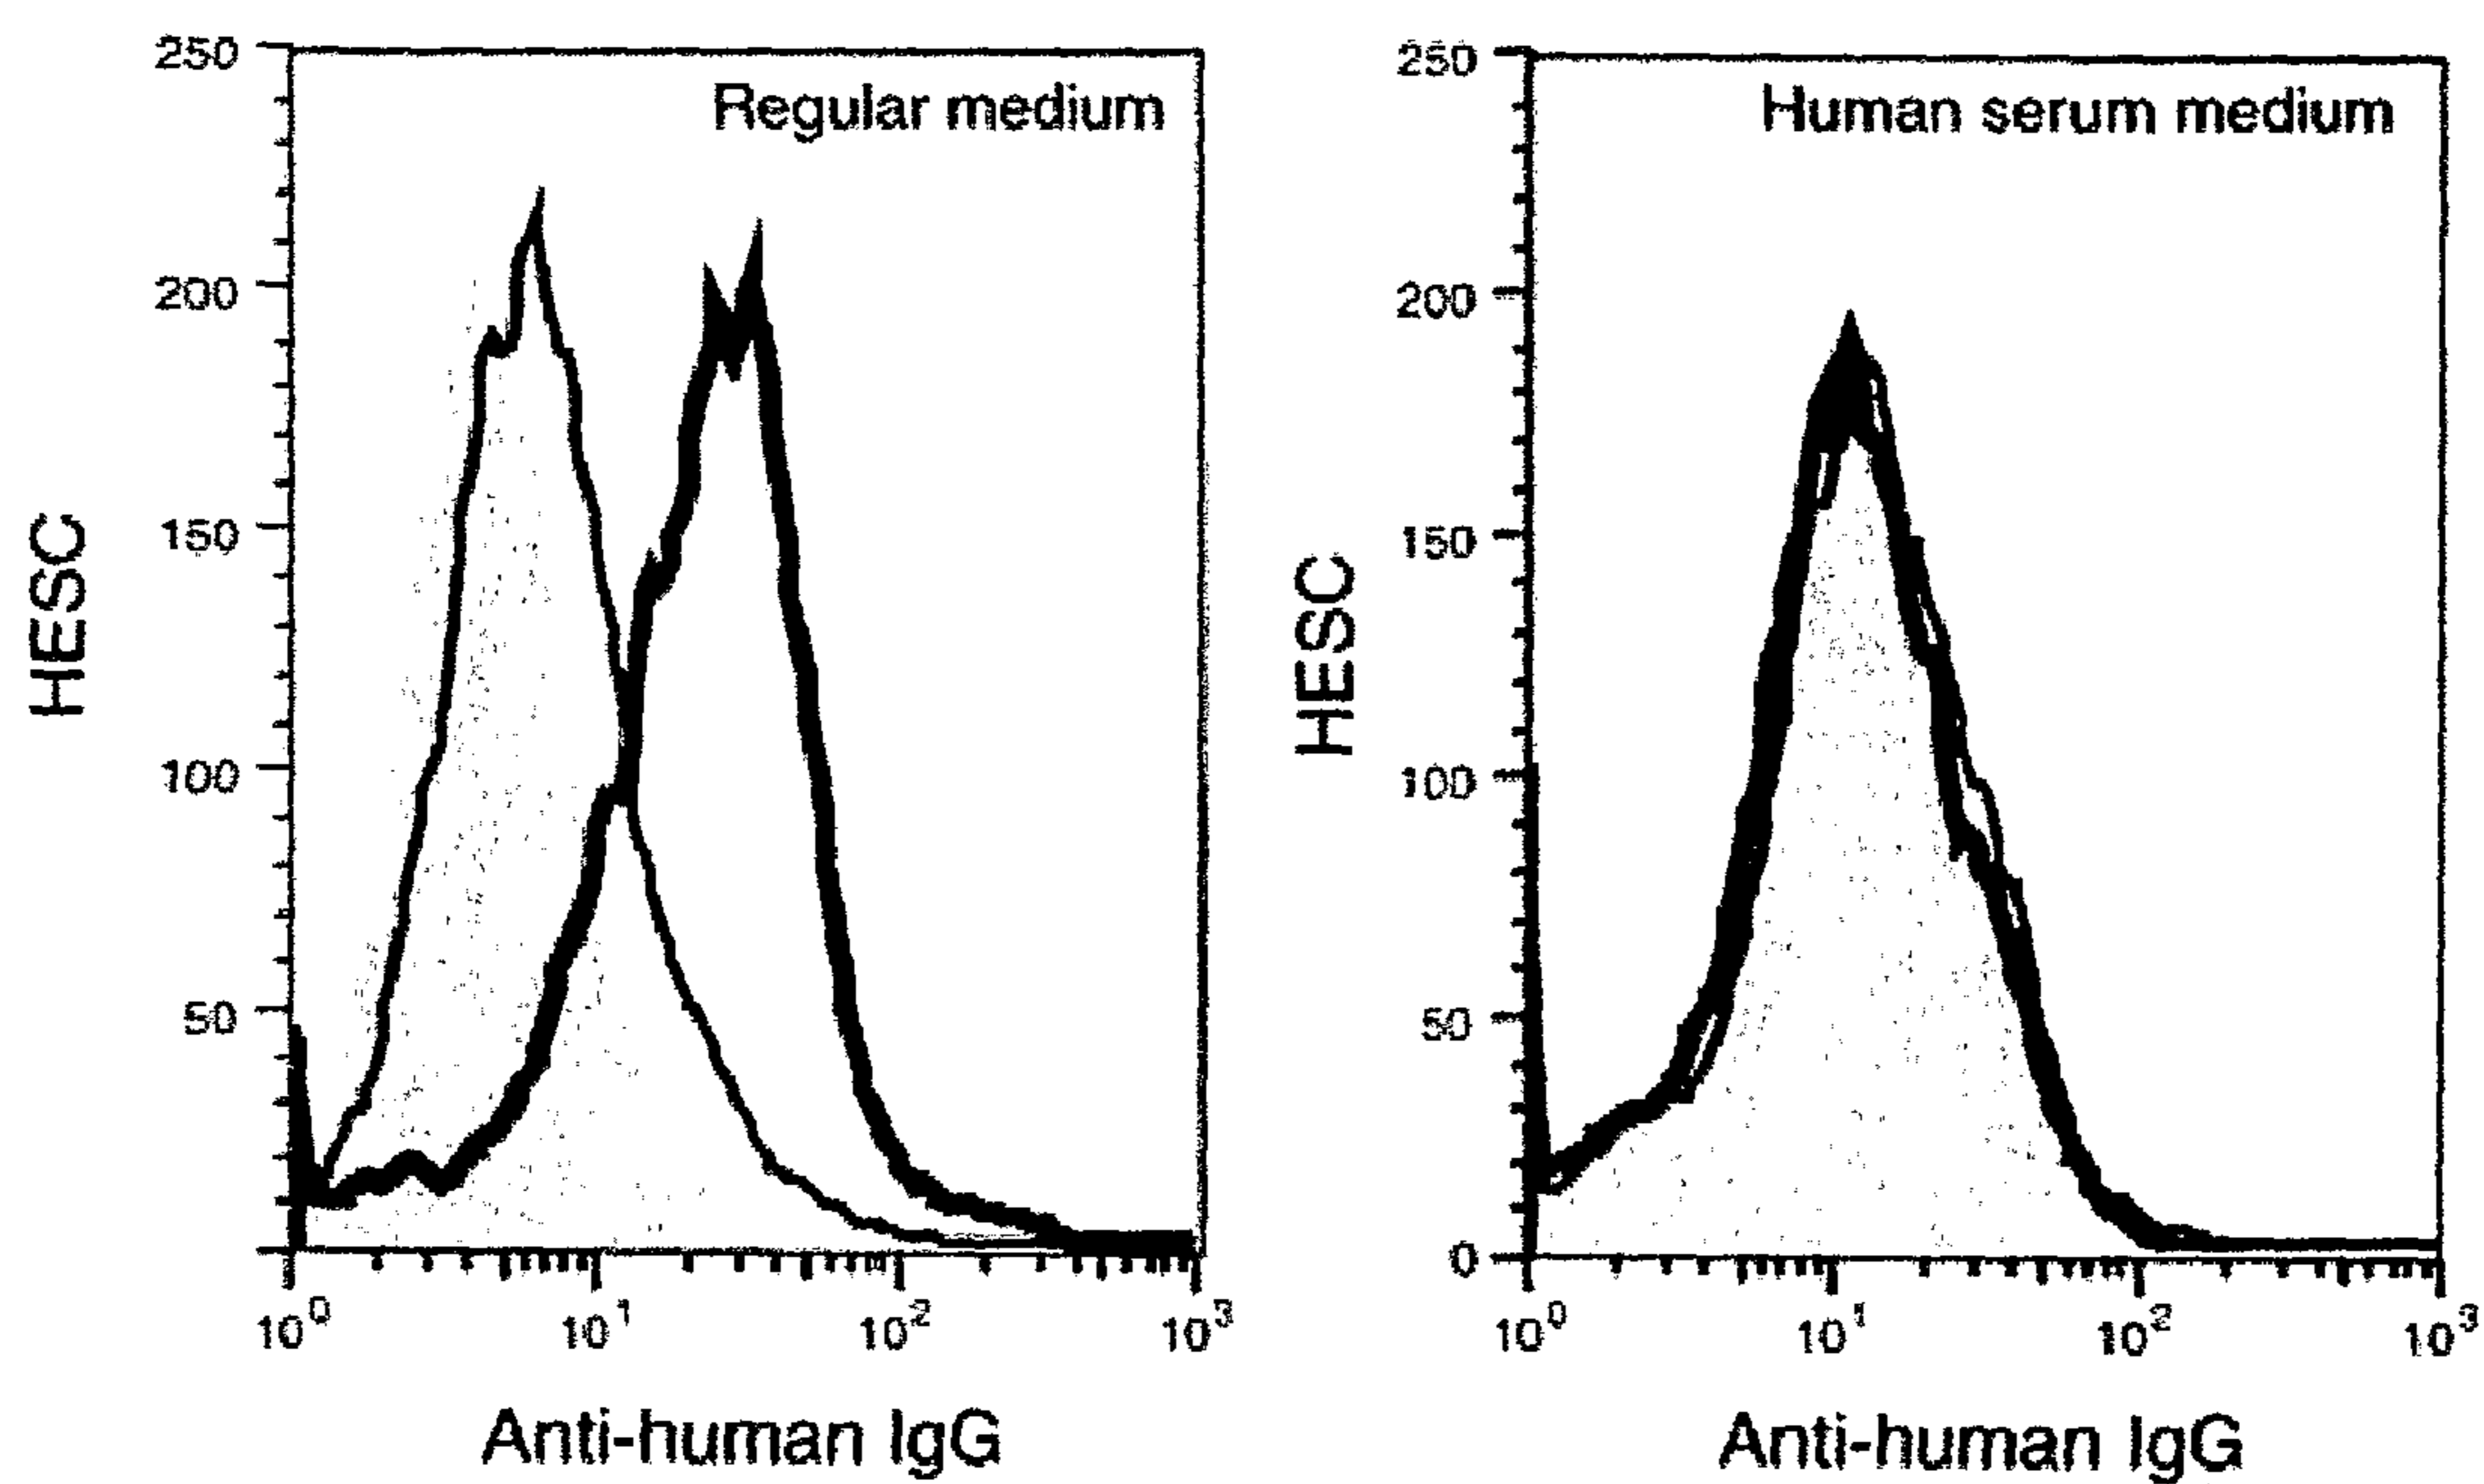 Regular medium
250
200
150
100
50
HESC
10⁰ 10¹ 10² 10³
Anti-human IgG
Human serum medium
250
200
150
100
50
0
HESC
10⁰ 10¹ 10² 10³
Anti-human IgG